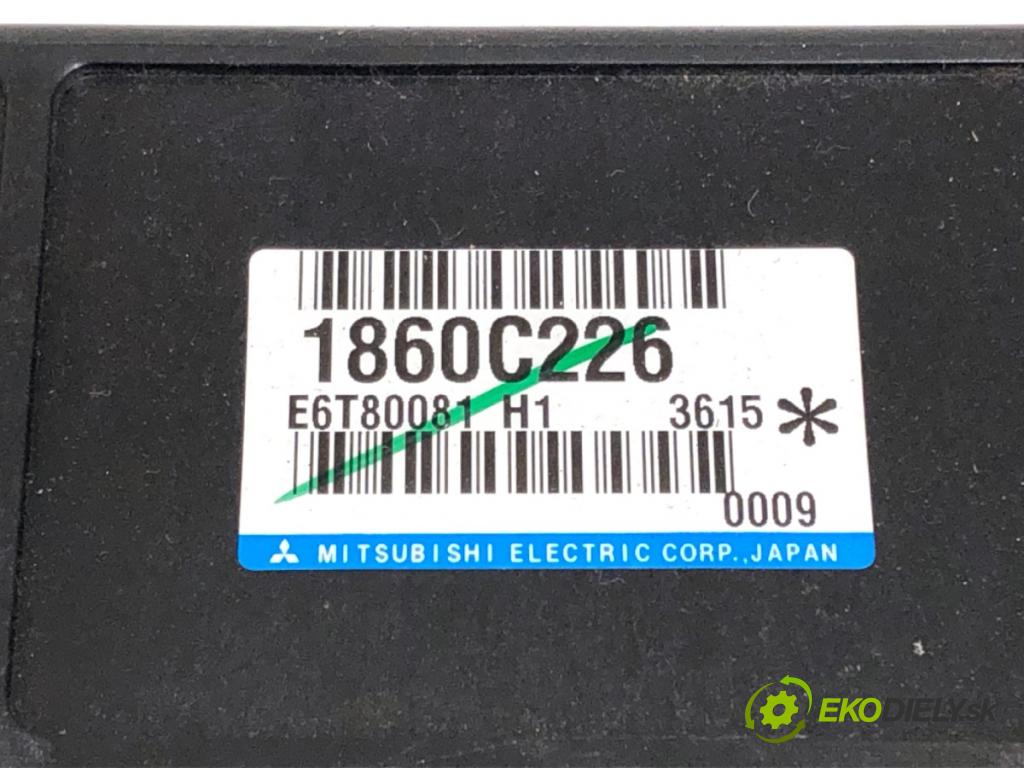 1860C226
E6T80081 H1 3615 *
0009
MITSUBISHI ELECTRIC CORP., JAPAN
EKODIELY.sk